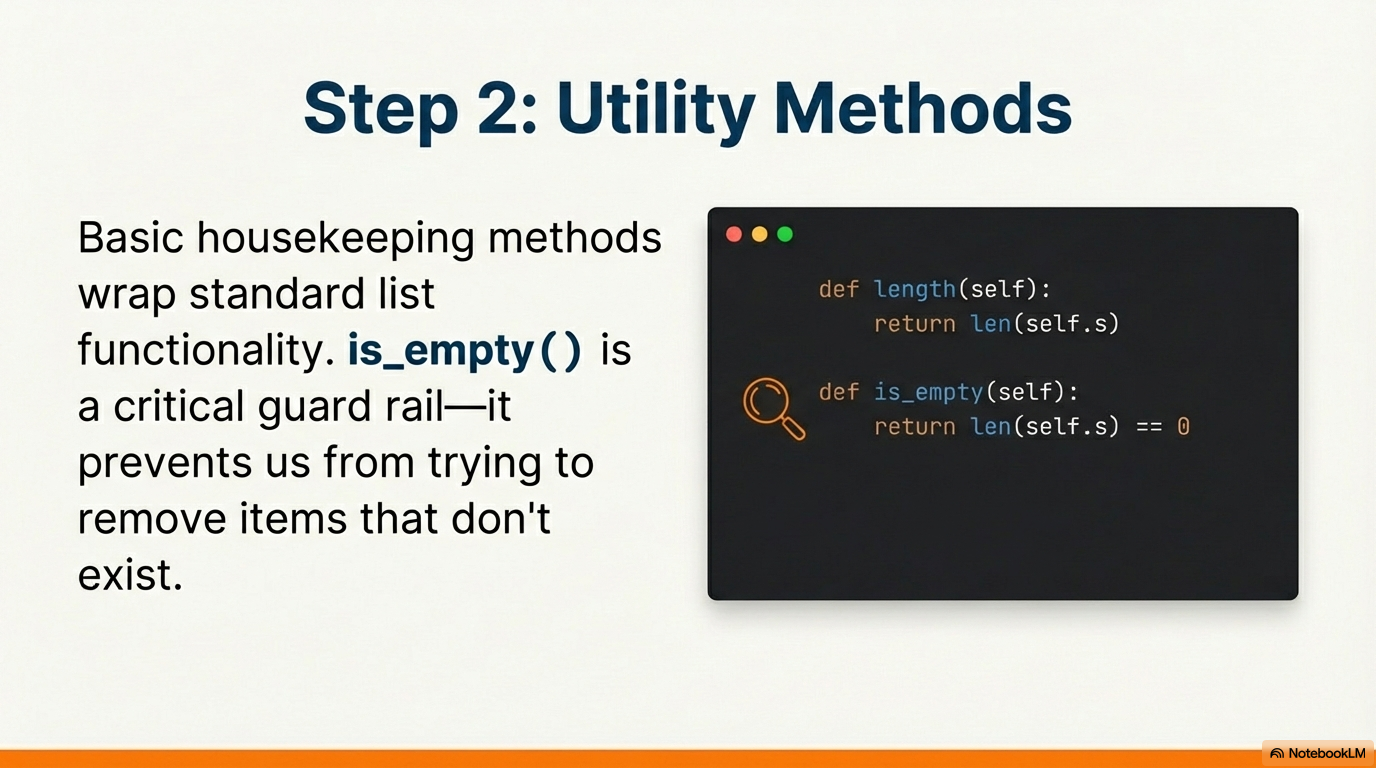 Step 2: Utility Methods
Basic housekeeping methods
wrap standard list
functionality. is_empty() is
a critical guard rail—it
prevents us from trying to
remove items that don't
exist.
def length(self):
    return len(self.s)
def is_empty(self):
    return len(self.s) == 0
NotebookLM